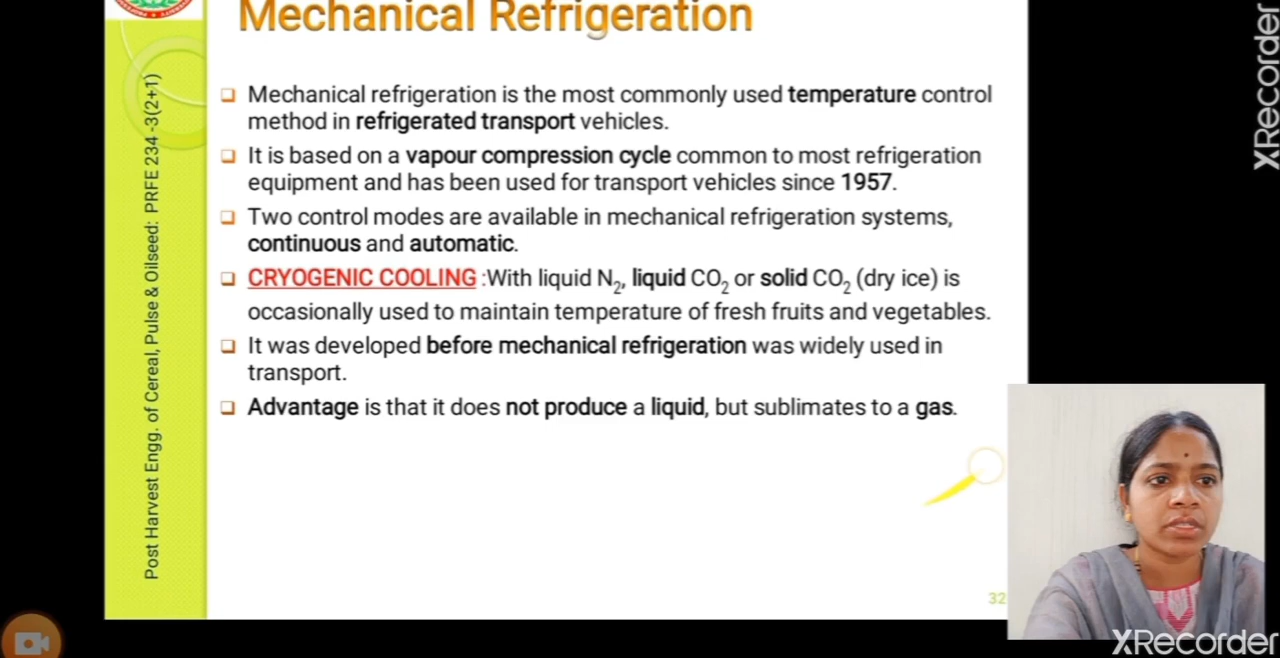 Mechanical Refrigeration
Mechanical refrigeration is the most commonly used temperature control
method in refrigerated transport vehicles.
It is based on a vapour compression cycle common to most refrigeration
equipment and has been used for transport vehicles since 1957.
Two control modes are available in mechanical refrigeration systems,
continuous and automatic.
CRYOGENIC COOLING :With liquid N₂, liquid CO₂ or solid CO₂ (dry ice) is
occasionally used to maintain temperature of fresh fruits and vegetables.
It was developed before mechanical refrigeration was widely used in
transport.
Advantage is that it does not produce a liquid, but sublimates to a gas.
Post Harvest Engg. of Cereal, Pulse & Oilseed: PRFE 234 -3(2+1)
32
XRecorder
XRecorder